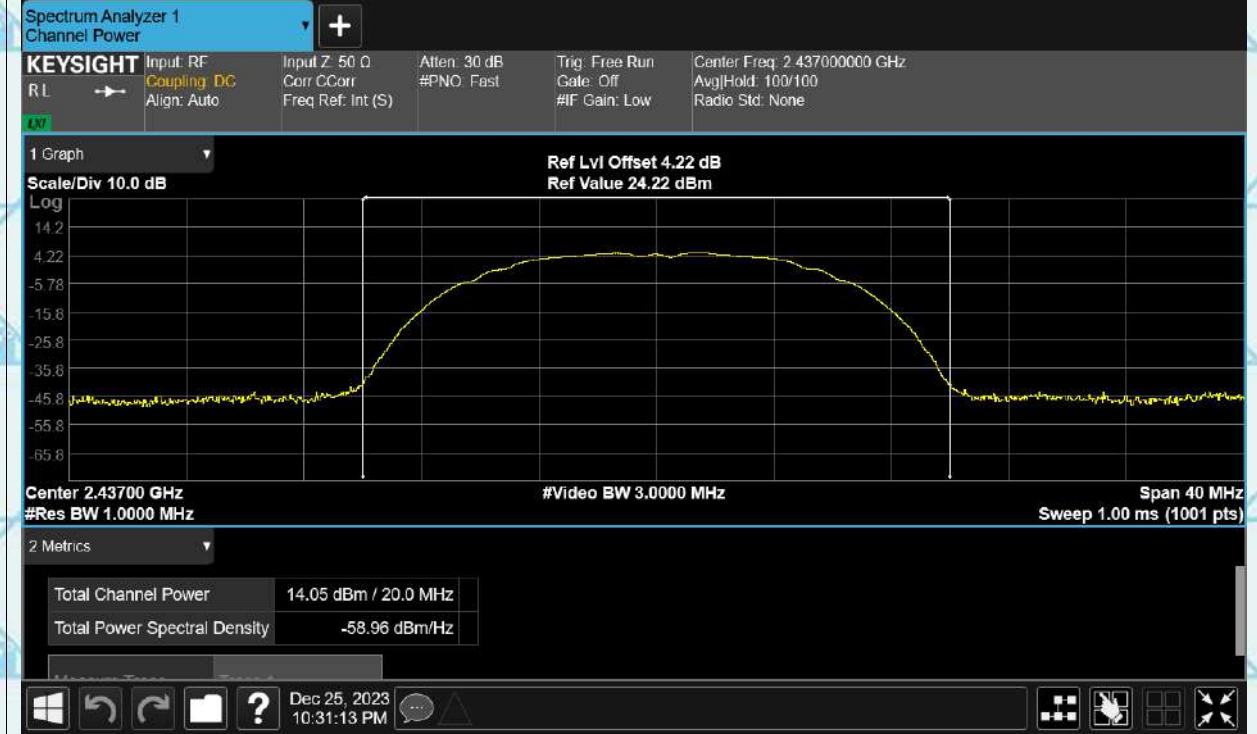 Spectrum Analyzer 1
Channel Power
KEYSIGHT
R L
LXI
Input: RF
Coupling: DC
Align: Auto
Input Z: 50 Ω
Corr CCorr
Freq Ref: Int (S)
Atten: 30 dB
#PNO: Fast
Trig: Free Run
Gate: Off
#IF Gain: Low
Center Freq: 2.437000000 GHz
Avg|Hold: 100/100
Radio Std: None
1 Graph
Scale/Div 10.0 dB
Ref Lvl Offset 4.22 dB
Ref Value 24.22 dBm
Log
14.2
4.22
-5.78
-15.8
-25.8
-35.8
-45.8
-55.8
-65.8
Center 2.43700 GHz
#Video BW 3.0000 MHz
Span 40 MHz
#Res BW 1.0000 MHz
Sweep 1.00 ms (1001 pts)
2 Metrics
Total Channel Power 14.05 dBm / 20.0 MHz
Total Power Spectral Density -58.96 dBm/Hz
Dec 25, 2023
10:31:13 PM